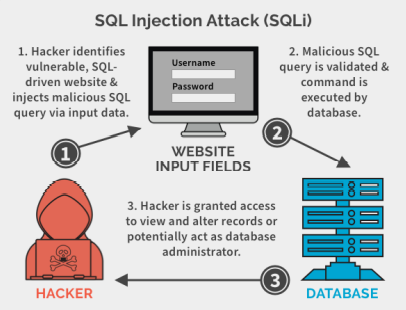 SQL Injection Attack (SQLi)
1. Hacker identifies
vulnerable, SQL-
driven website &
injects malicious SQL
query via input data.
Username
Password
2. Malicious SQL
query is validated &
command is
executed by
database.
1
WEBSITE
INPUT FIELDS
2
3. Hacker is granted access
to view and alter records or
potentially act as database
administrator.
3
HACKER
DATABASE